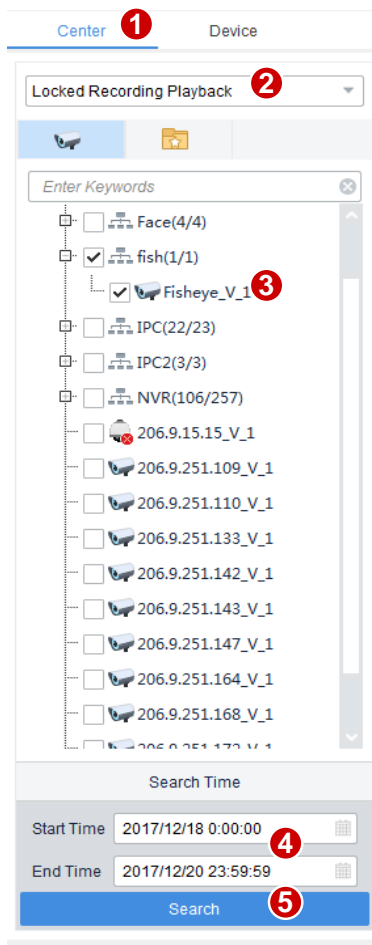 Center 1 Device
Locked Recording Playback 2
Enter Keywords
Face(4/4)
fish(1/1)
Fisheye_V_1 3
IPC(22/23)
IPC2(3/3)
NVR(106/257)
206.9.15.15_V_1
206.9.251.109_V_1
206.9.251.110_V_1
206.9.251.133_V_1
206.9.251.142_V_1
206.9.251.143_V_1
206.9.251.147_V_1
206.9.251.164_V_1
206.9.251.168_V_1
206.9.251.172_V_1
Search Time
Start Time 2017/12/18 0:00:00 4
End Time 2017/12/20 23:59:59
Search 5